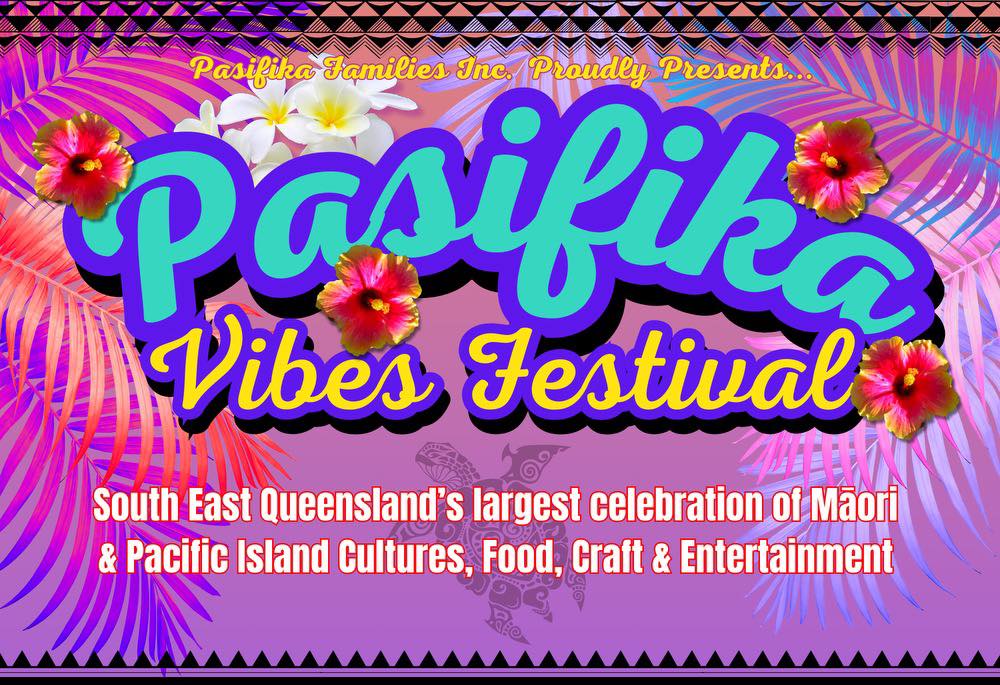 Pasifika Families Inc. Proudly Presents...
Pasifika
Vibes Festival
South East Queensland's largest celebration of Māori
& Pacific Island Cultures, Food, Craft & Entertainment